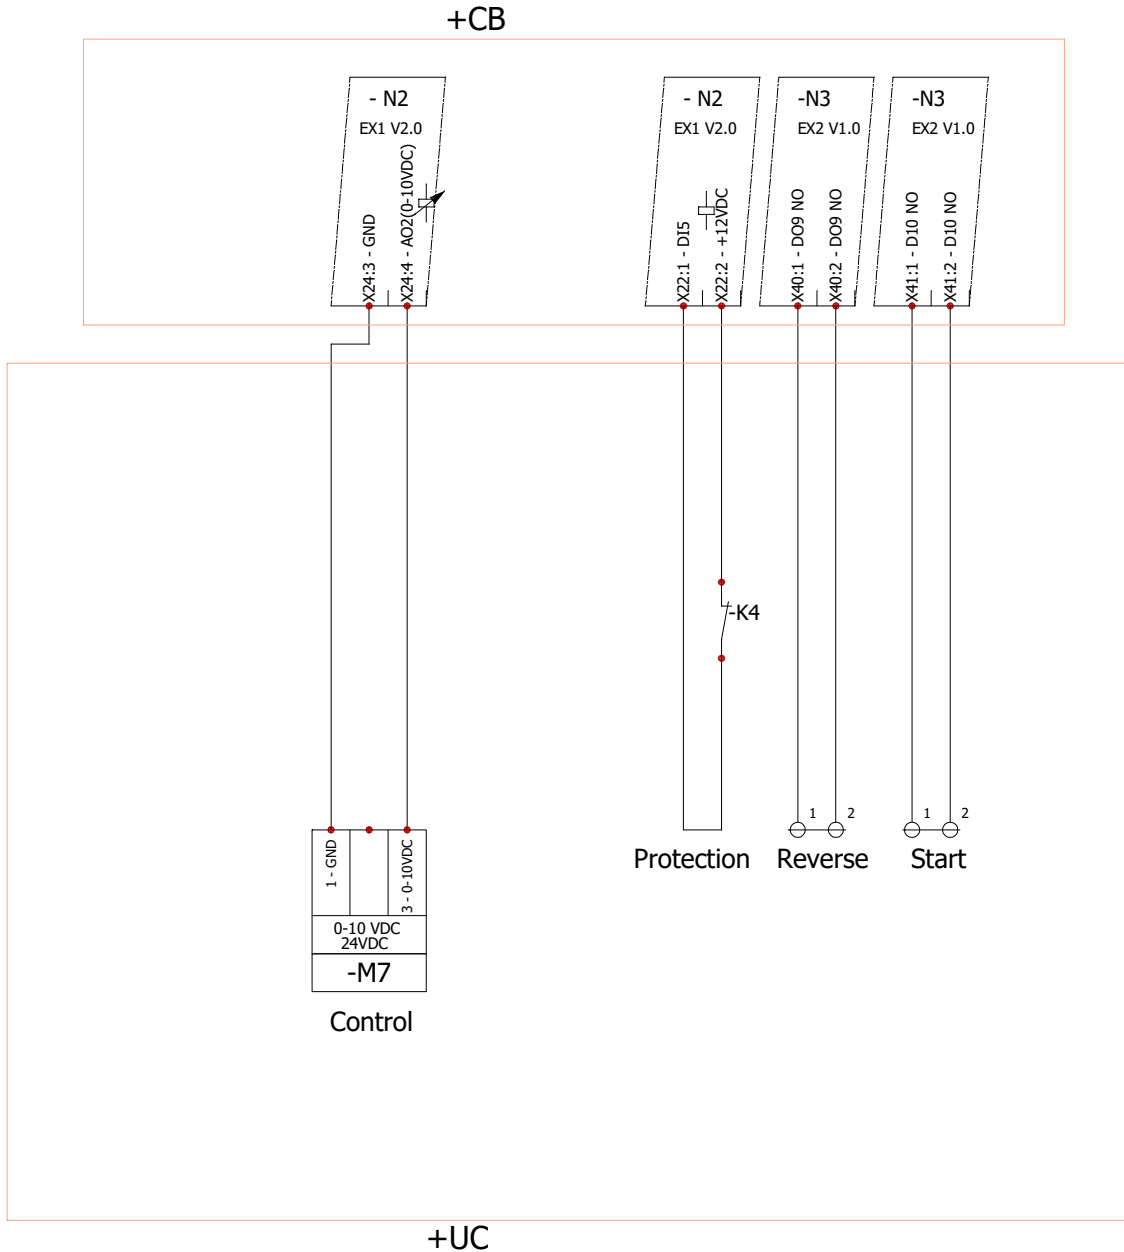 +CB
- N2
EX1 V2.0
X24:3 - GND
X24:4 - AO2(0-10VDC)
- N2
EX1 V2.0
X22:1 - DI5
X22:2 - +12VDC
-N3
EX2 V1.0
X40:1 - DO9 NO
X40:2 - DO9 NO
-N3
EX2 V1.0
X41:1 - D10 NO
X41:2 - D10 NO
-K4
1 2
1 2
Protection
Reverse
Start
1 - GND
3 - 0-10VDC
0-10 VDC
24VDC
-M7
Control
+UC